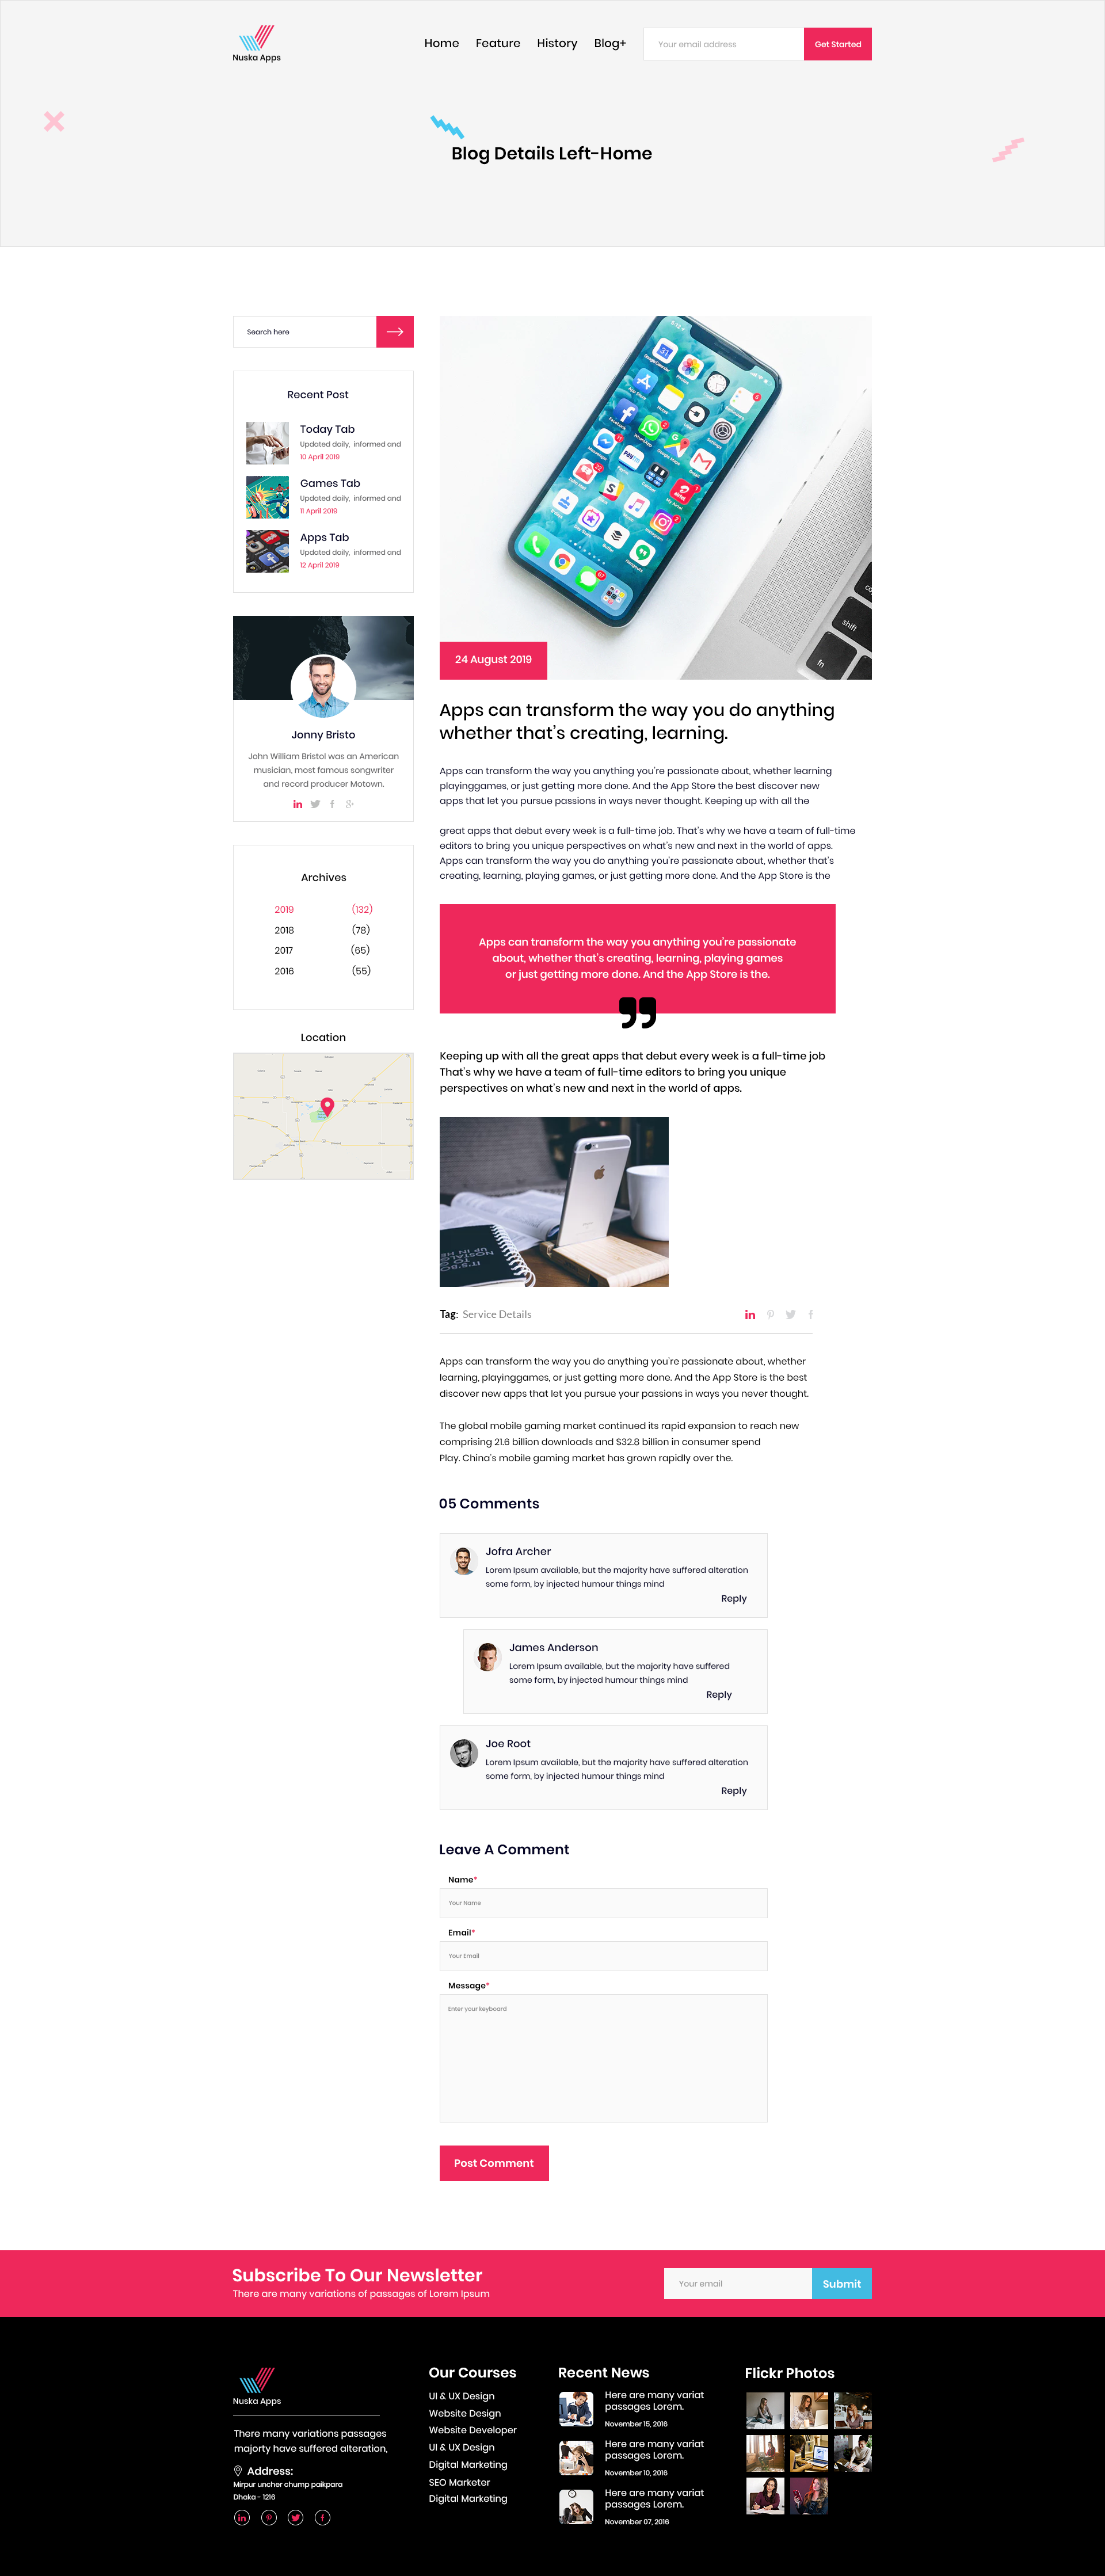 Nuska Apps
Home Feature History Blog+
Your email address
Get Started
Blog Details Left-Home
Search here
Recent Post
Today Tab
Updated daily, informed and
10 April 2019
Games Tab
Updated daily, informed and
11 April 2019
Apps Tab
Updated daily, informed and
12 April 2019
Jonny Bristo
John William Bristol was an American
musician, most famous songwriter
and record producer Motown.
Archives
2019 (132)
2018 (78)
2017 (65)
2016 (55)
Location
shift
fn
24 August 2019
Apps can transform the way you do anything
whether that's creating, learning.
Apps can transform the way you anything you're passionate about, whether learning
playinggames, or just getting more done. And the App Store the best discover new
apps that let you pursue passions in ways never thought. Keeping up with all the
great apps that debut every week is a full-time job. That's why we have a team of full-time
editors to bring you unique perspectives on what's new and next in the world of apps.
Apps can transform the way you do anything you're passionate about, whether that's
creating, learning, playing games, or just getting more done. And the App Store is the
Apps can transform the way you anything you're passionate
about, whether that's creating, learning, playing games
or just getting more done. And the App Store is the.
Keeping up with all the great apps that debut every week is a full-time job
That's why we have a team of full-time editors to bring you unique
perspectives on what's new and next in the world of apps.
Tag: Service Details
Apps can transform the way you do anything you're passionate about, whether
learning, playinggames, or just getting more done. And the App Store is the best
discover new apps that let you pursue your passions in ways you never thought.
The global mobile gaming market continued its rapid expansion to reach new
comprising 21.6 billion downloads and $32.8 billion in consumer spend
Play. China's mobile gaming market has grown rapidly over the.
05 Comments
Jofra Archer
Lorem Ipsum available, but the majority have suffered alteration
some form, by injected humour things mind
Reply
James Anderson
Lorem Ipsum available, but the majority have suffered
some form, by injected humour things mind
Reply
Joe Root
Lorem Ipsum available, but the majority have suffered alteration
some form, by injected humour things mind
Reply
Leave A Comment
Name*
Your Name
Email*
Your Email
Message*
Enter your keyboard
Post Comment
Subscribe To Our Newsletter
There are many variations of passages of Lorem Ipsum
Your email
Submit
Nuska Apps
There many variations passages
majorty have suffered alteration,
Address:
Mirpur uncher chump paikpara
Dhaka - 1216
Our Courses
UI & UX Design
Website Design
Website Developer
UI & UX Design
Digital Marketing
SEO Marketer
Digital Marketing
Recent News
Here are many variat
passages Lorem.
November 15, 2016
Here are many variat
passages Lorem.
November 10, 2016
Here are many variat
passages Lorem.
November 07, 2016
Flickr Photos